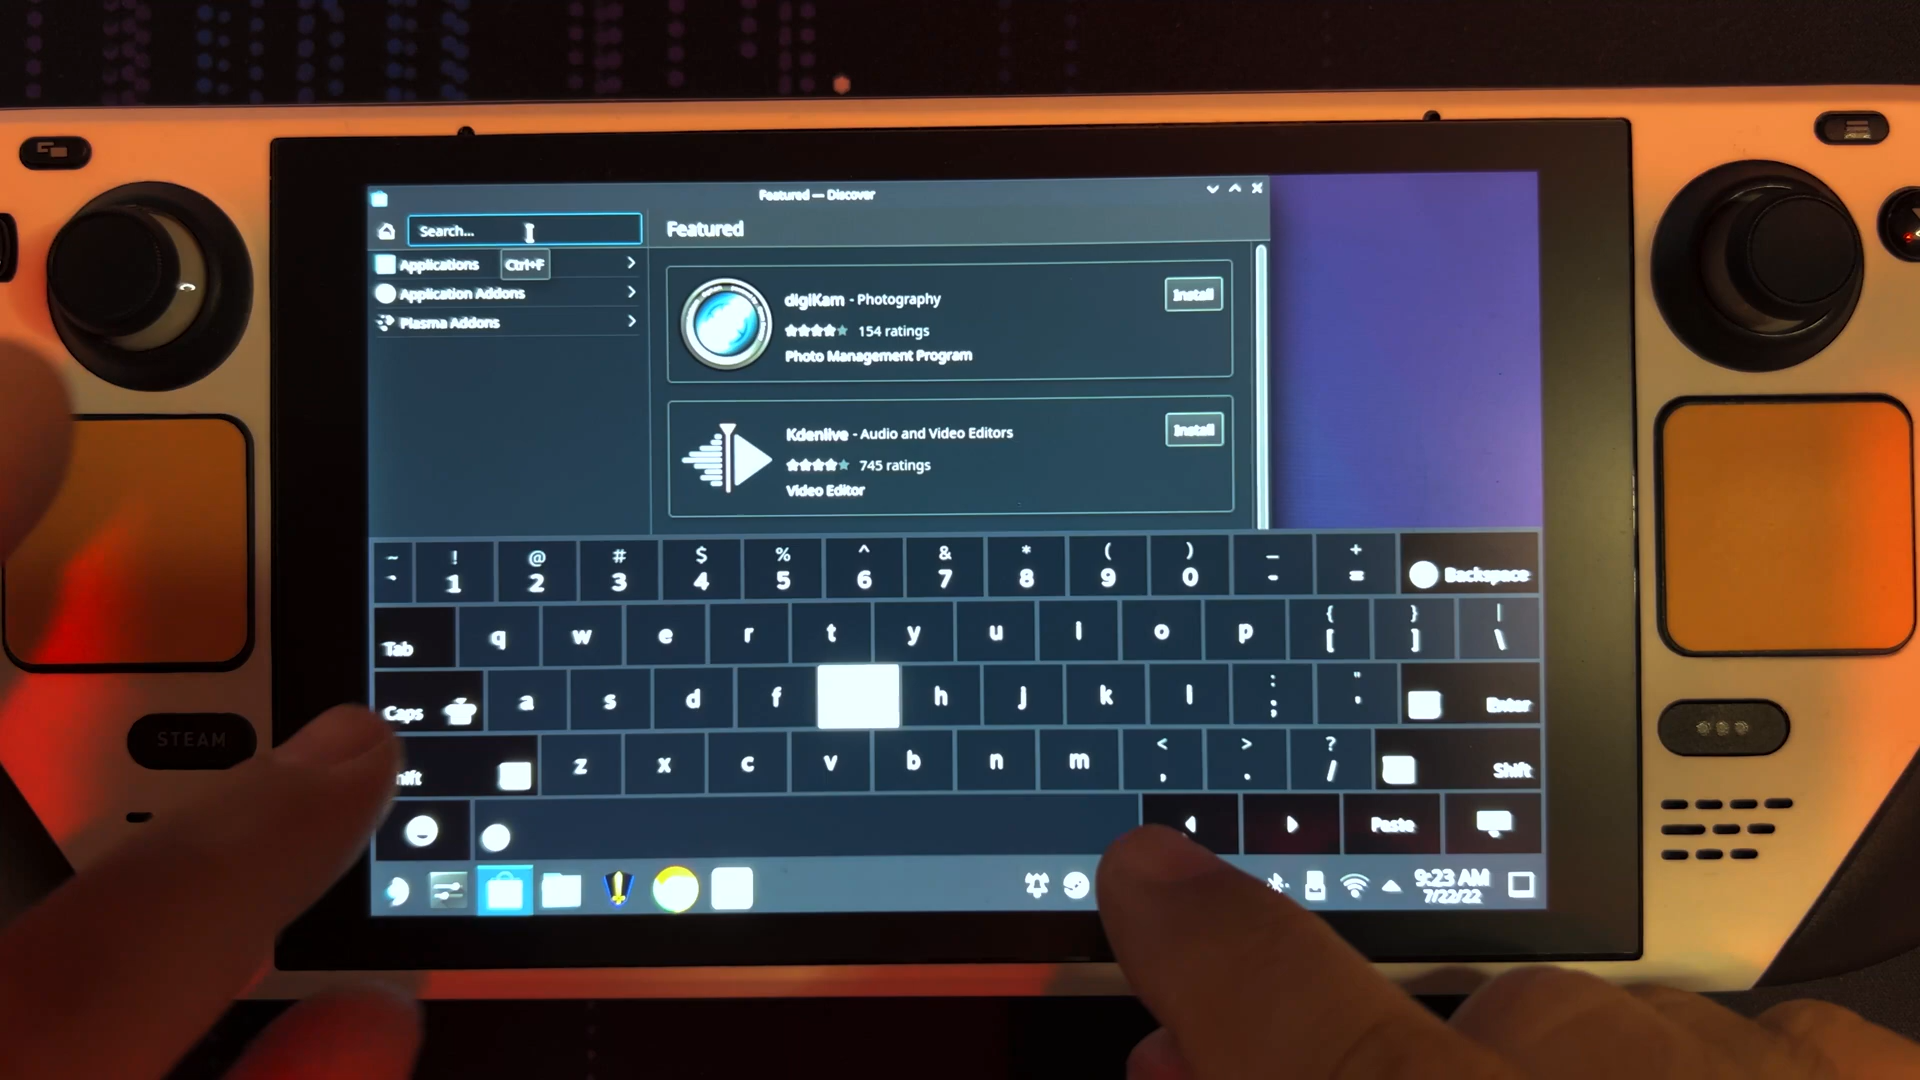 Featured — Discover
Search...
Featured
Applications
Ctrl+F
Application Addons
Plasma Addons
digiKam - Photography
Install
154 ratings
Photo Management Program
Kdenlive - Audio and Video Editors
Install
745 ratings
Video Editor
~ ! @ # $ % ^ & * ( ) _ +
` 1 2 3 4 5 6 7 8 9 0 - = Backspace
Tab q w e r t y u i o p { [ } ] | \
Caps a s d f h j k l : ; " ' Enter
hift z x c v b n m < , > . ? / Shift
Paste
STEAM
9:23 AM
7/22/22